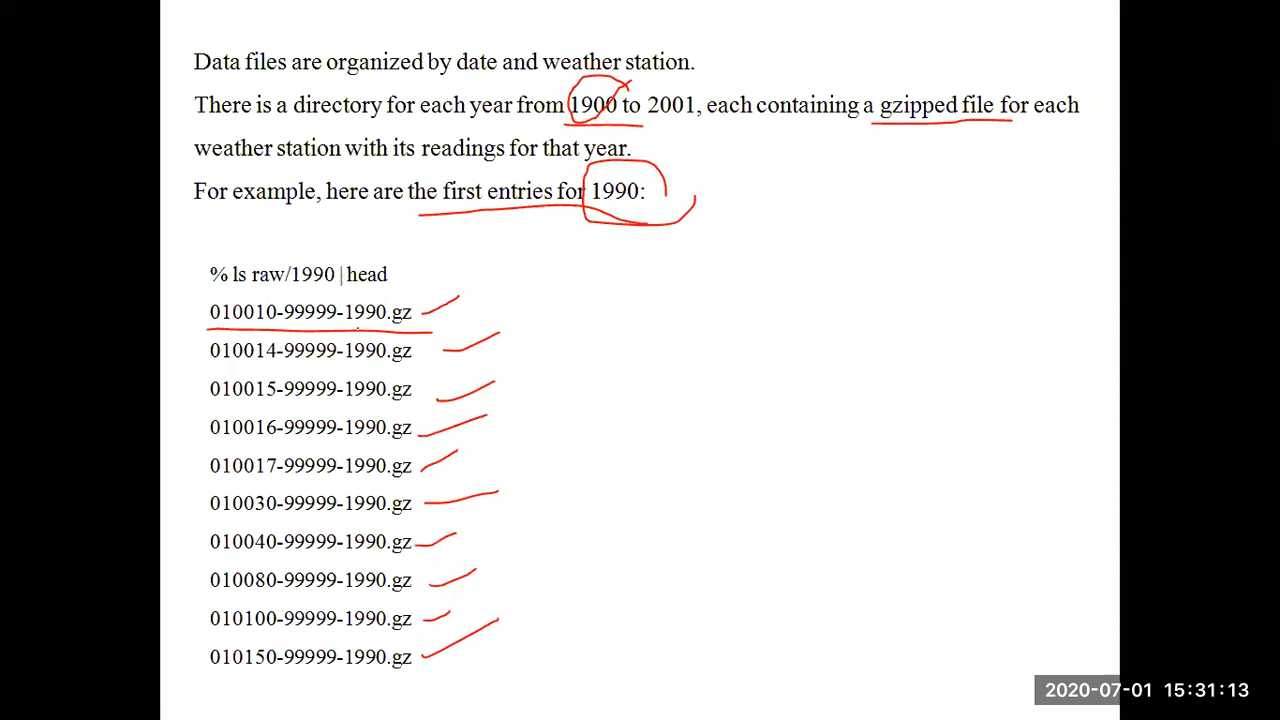 Data files are organized by date and weather station.
There is a directory for each year from 1900 to 2001, each containing a gzipped file for each
weather station with its readings for that year.
For example, here are the first entries for 1990:
% ls raw/1990 | head
010010-99999-1990.gz
010014-99999-1990.gz
010015-99999-1990.gz
010016-99999-1990.gz
010017-99999-1990.gz
010030-99999-1990.gz
010040-99999-1990.gz
010080-99999-1990.gz
010100-99999-1990.gz
010150-99999-1990.gz
2020-07-01 15:31:13